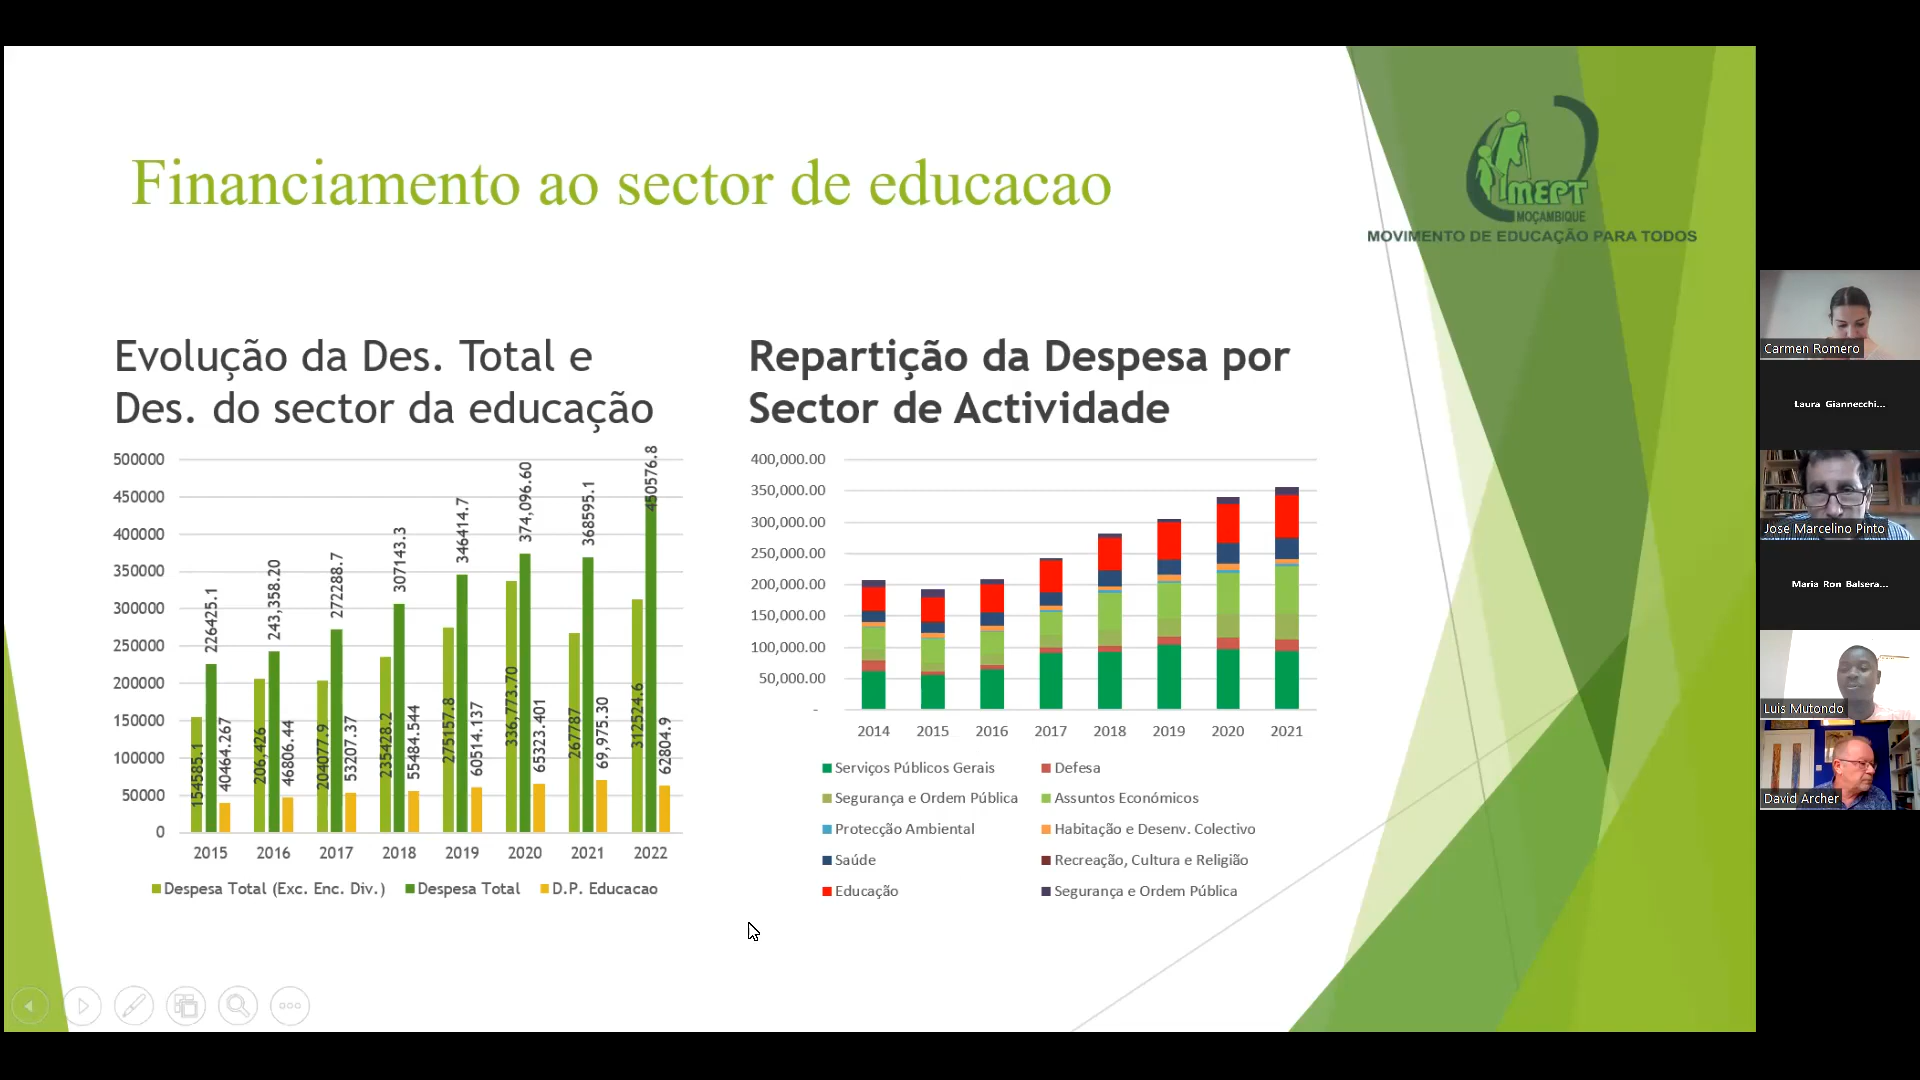 Financiamento ao sector de educacao
MEPT
MOÇAMBIQUE
MOVIMENTO DE EDUCAÇÃO PARA TODOS
Evolução da Des. Total e
Des. do sector da educação
500000
450000
400000
350000
300000
250000
200000
150000
100000
50000
0
154585.1
226425.1
40464.267
206,426
243,358.20
46806.44
204077.9
272288.7
53207.37
235428.2
307143.3
55484.544
275157.8
346414.7
60514.137
336,773.70
374,096.60
65323.401
267787
368595.1
69,975.30
312524.6
450576.8
62804.9
2015 2016 2017 2018 2019 2020 2021 2022
Despesa Total (Exc. Enc. Div.) Despesa Total D.P. Educacao
Repartição da Despesa por
Sector de Actividade
400,000.00
350,000.00
300,000.00
250,000.00
200,000.00
150,000.00
100,000.00
50,000.00
-
2014 2015 2016 2017 2018 2019 2020 2021
Serviços Públicos Gerais Defesa
Segurança e Ordem Pública Assuntos Económicos
Protecção Ambiental Habitação e Desenv. Colectivo
Saúde Recreação, Cultura e Religião
Educação Segurança e Ordem Pública
Carmen Romero
Laura Giannecchi...
Jose Marcelino Pinto
Maria Ron Balsera...
Luis Mutondo
David Archer